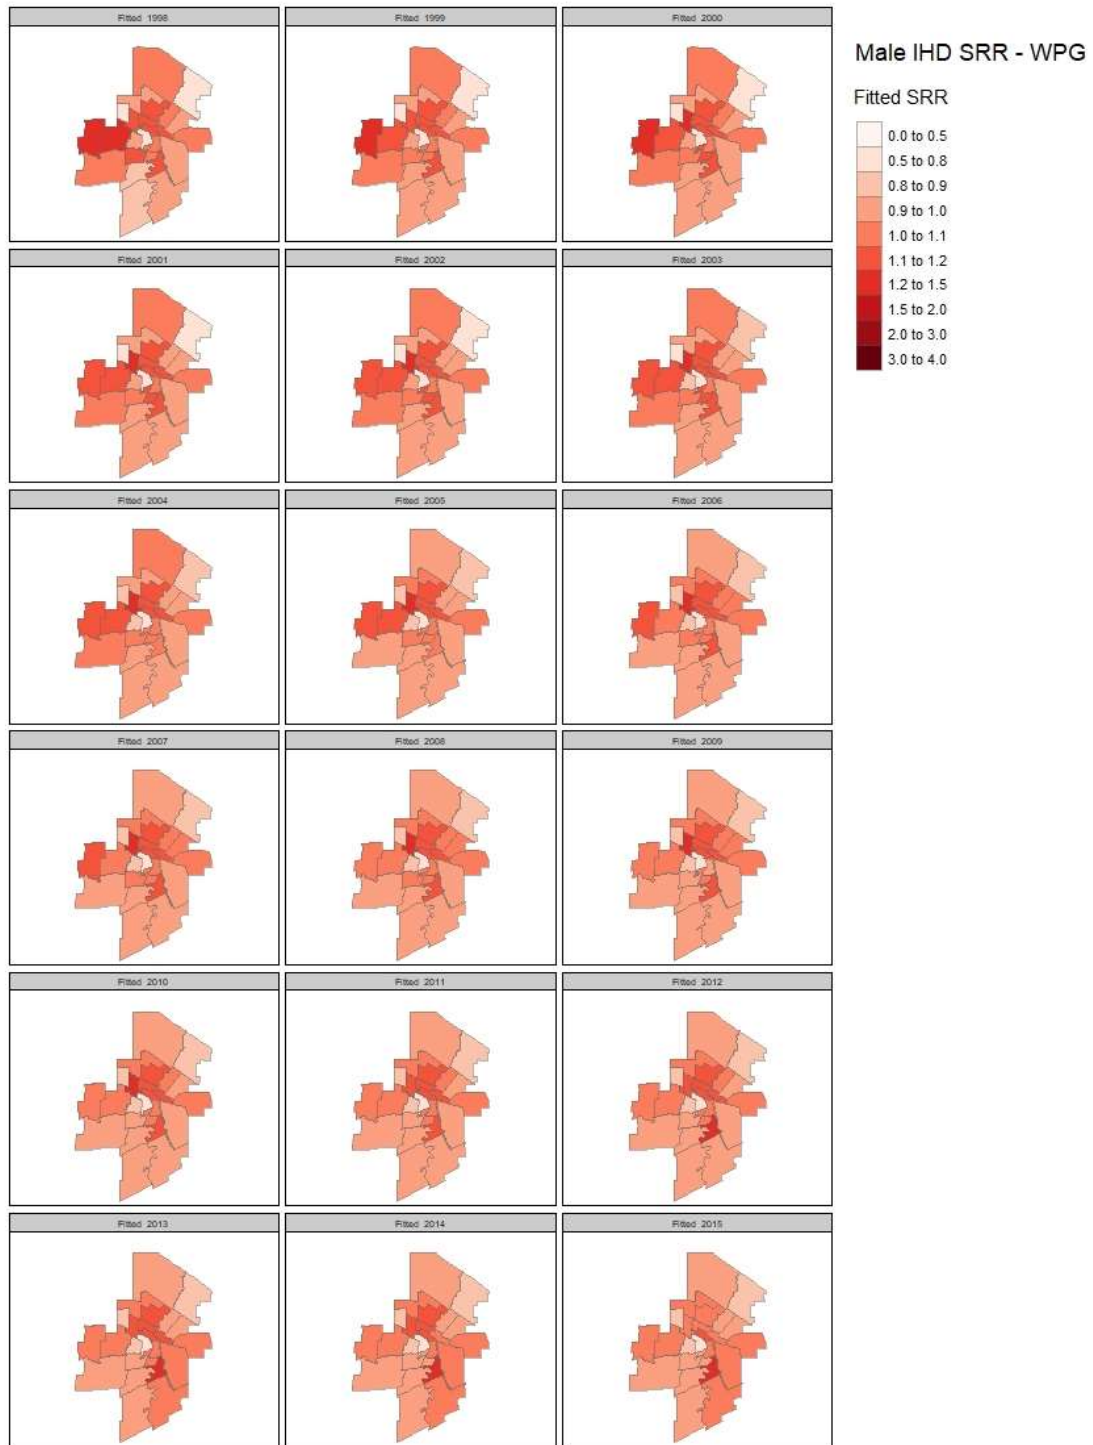 Fitted 1998
Fitted 1999
Fitted 2000
Male IHD SRR - WPG
Fitted SRR
0.0 to 0.5
0.5 to 0.8
0.8 to 0.9
0.9 to 1.0
1.0 to 1.1
1.1 to 1.2
1.2 to 1.5
1.5 to 2.0
2.0 to 3.0
3.0 to 4.0
Fitted 2001
Fitted 2002
Fitted 2003
Fitted 2004
Fitted 2005
Fitted 2006
Fitted 2007
Fitted 2008
Fitted 2009
Fitted 2010
Fitted 2011
Fitted 2012
Fitted 2013
Fitted 2014
Fitted 2015